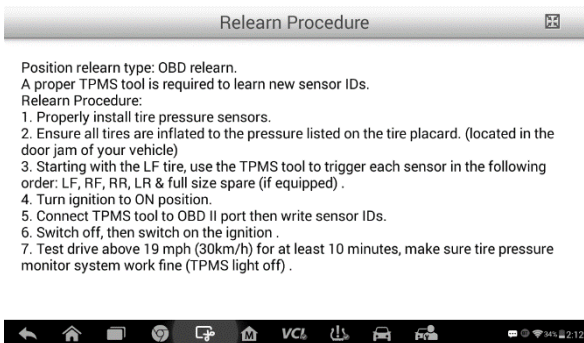 Relearn Procedure
Position relearn type: OBD relearn.
A proper TPMS tool is required to learn new sensor IDs.
Relearn Procedure:
1. Properly install tire pressure sensors.
2. Ensure all tires are inflated to the pressure listed on the tire placard. (located in the
door jam of your vehicle)
3. Starting with the LF tire, use the TPMS tool to trigger each sensor in the following
order: LF, RF, RR, LR & full size spare (if equipped) .
4. Turn ignition to ON position.
5. Connect TPMS tool to OBD II port then write sensor IDs.
6. Switch off, then switch on the ignition .
7. Test drive above 19 mph (30km/h) for at least 10 minutes, make sure tire pressure
monitor system work fine (TPMS light off) .
M VCI 34% 2:12